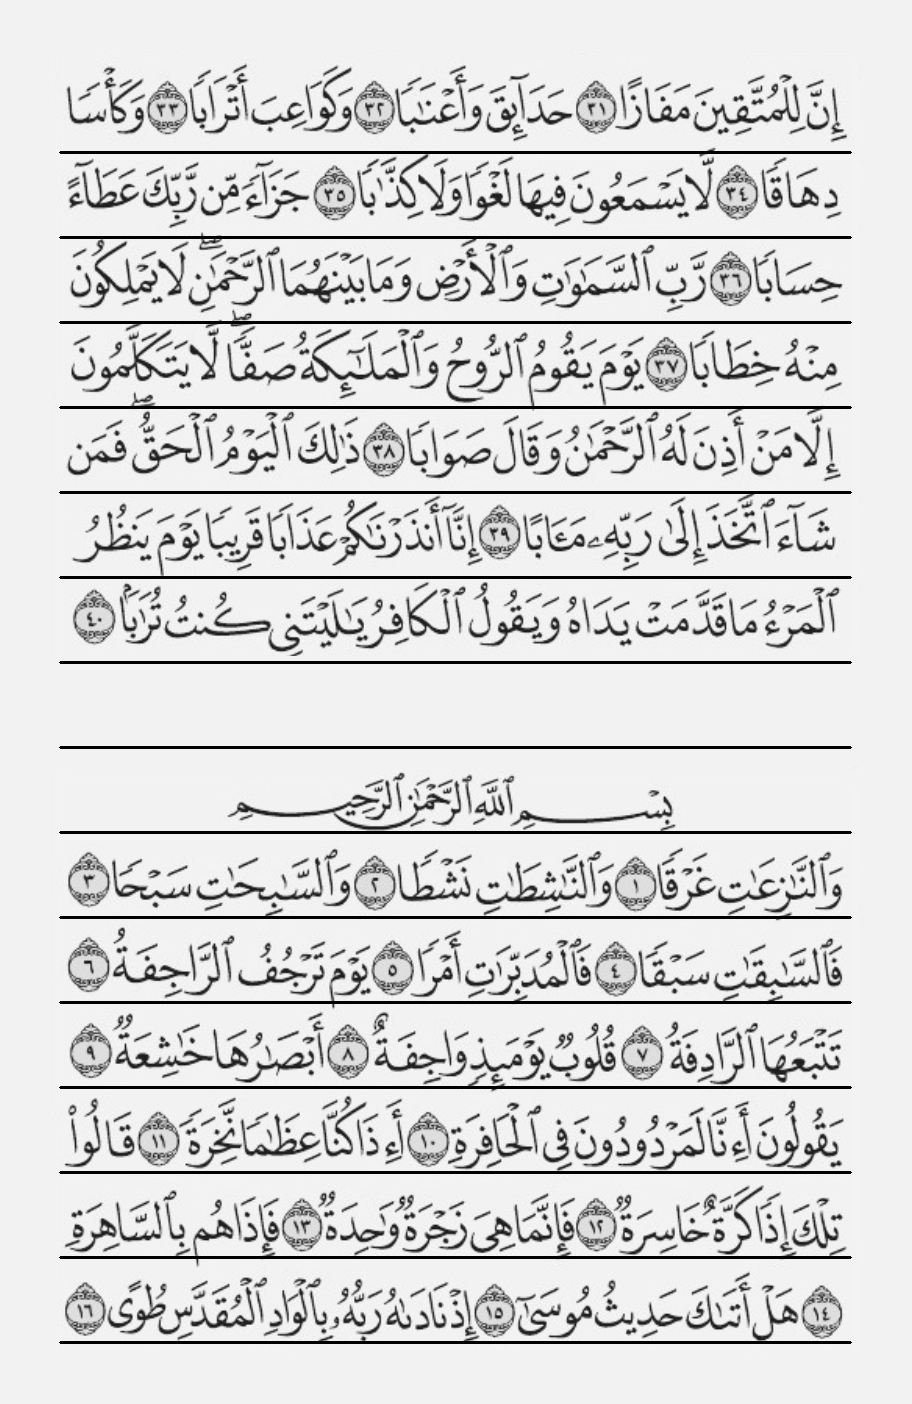 إِنَّ لِلْمُتَّقِينَ مَفَازًا ٣١ حَدَآئِقَ وَأَعْنَٰبًا ٣٢ وَكَوَاعِبَ أَتْرَابًا ٣٣ وَكَأْسًا
دِهَاقًا ٣٤ لَّا يَسْمَعُونَ فِيهَا لَغْوًا وَلَا كِذَّٰبًا ٣٥ جَزَآءً مِّن رَّبِّكَ عَطَآءً
حِسَابًا ٣٦ رَّبِّ ٱلسَّمَٰوَٰتِ وَٱلْأَرْضِ وَمَا بَيْنَهُمَا ٱلرَّحْمَٰنِۖ لَا يَمْلِكُونَ
مِنْهُ خِطَابًا ٣٧ يَوْمَ يَقُومُ ٱلرُّوحُ وَٱلْمَلَٰٓئِكَةُ صَفًّاۖ لَّا يَتَكَلَّمُونَ
إِلَّا مَنْ أَذِنَ لَهُ ٱلرَّحْمَٰنُ وَقَالَ صَوَابًا ٣٨ ذَٰلِكَ ٱلْيَوْمُ ٱلْحَقُّۖ فَمَن
شَآءَ ٱتَّخَذَ إِلَىٰ رَبِّهِۦ مَـَٔابًا ٣٩ إِنَّآ أَنذَرْنَٰكُمْ عَذَابًا قَرِيبًا يَوْمَ يَنظُرُ
ٱلْمَرْءُ مَا قَدَّمَتْ يَدَاهُ وَيَقُولُ ٱلْكَافِرُ يَٰلَيْتَنِى كُنتُ تُرَٰبًۢا ٤٠
بِسْمِ ٱللَّهِ ٱلرَّحْمَٰنِ ٱلرَّحِيمِ
وَٱلنَّٰزِعَٰتِ غَرْقًا ١ وَٱلنَّٰشِطَٰتِ نَشْطًا ٢ وَٱلسَّٰبِحَٰتِ سَبْحًا ٣
فَٱلسَّٰبِقَٰتِ سَبْقًا ٤ فَٱلْمُدَبِّرَٰتِ أَمْرًا ٥ يَوْمَ تَرْجُفُ ٱلرَّاجِفَةُ ٦
تَتْبَعُهَا ٱلرَّادِفَةُ ٧ قُلُوبٌ يَوْمَئِذٍ وَاجِفَةٌ ٨ أَبْصَٰرُهَا خَٰشِعَةٌ ٩
يَقُولُونَ أَءِنَّا لَمَرْدُودُونَ فِى ٱلْحَافِرَةِ ١٠ أَءِذَا كُنَّا عِظَٰمًا نَّخِرَةً ١١ قَالُوا۟
تِلْكَ إِذًا كَرَّةٌ خَاسِرَةٌ ١٢ فَإِنَّمَا هِىَ زَجْرَةٌ وَٰحِدَةٌ ١٣ فَإِذَا هُم بِٱلسَّاهِرَةِ
١٤ هَلْ أَتَىٰكَ حَدِيثُ مُوسَىٰٓ ١٥ إِذْ نَادَىٰهُ رَبُّهُۥ بِٱلْوَادِ ٱلْمُقَدَّسِ طُوًى ١٦